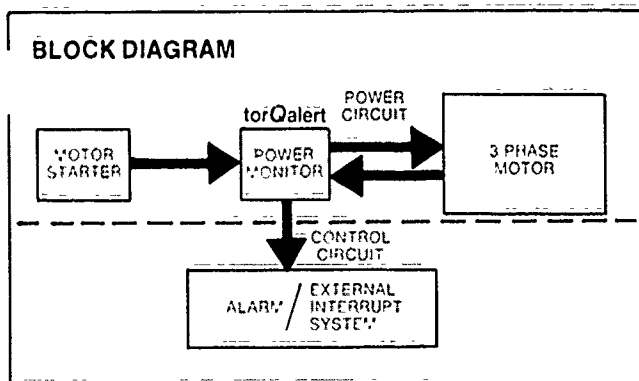 BLOCK DIAGRAM
torQalert
POWER
CIRCUIT
MOTOR
STARTER
POWER
MONITOR
3 PHASE
MOTOR
CONTROL
CIRCUIT
ALARM / EXTERNAL
INTERRUPT
SYSTEM